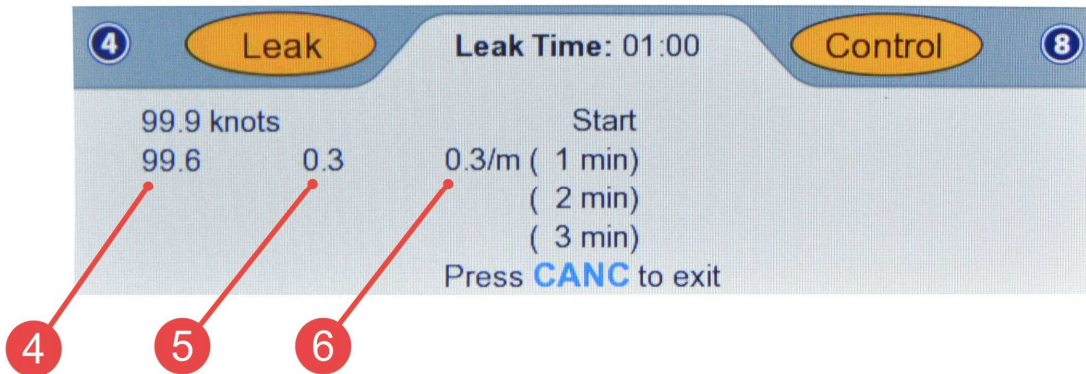 4 Leak Leak Time: 01:00 Control 8
99.9 knots Start
99.6 0.3 0.3/m ( 1 min)
( 2 min)
( 3 min)
Press CANC to exit
4 5 6